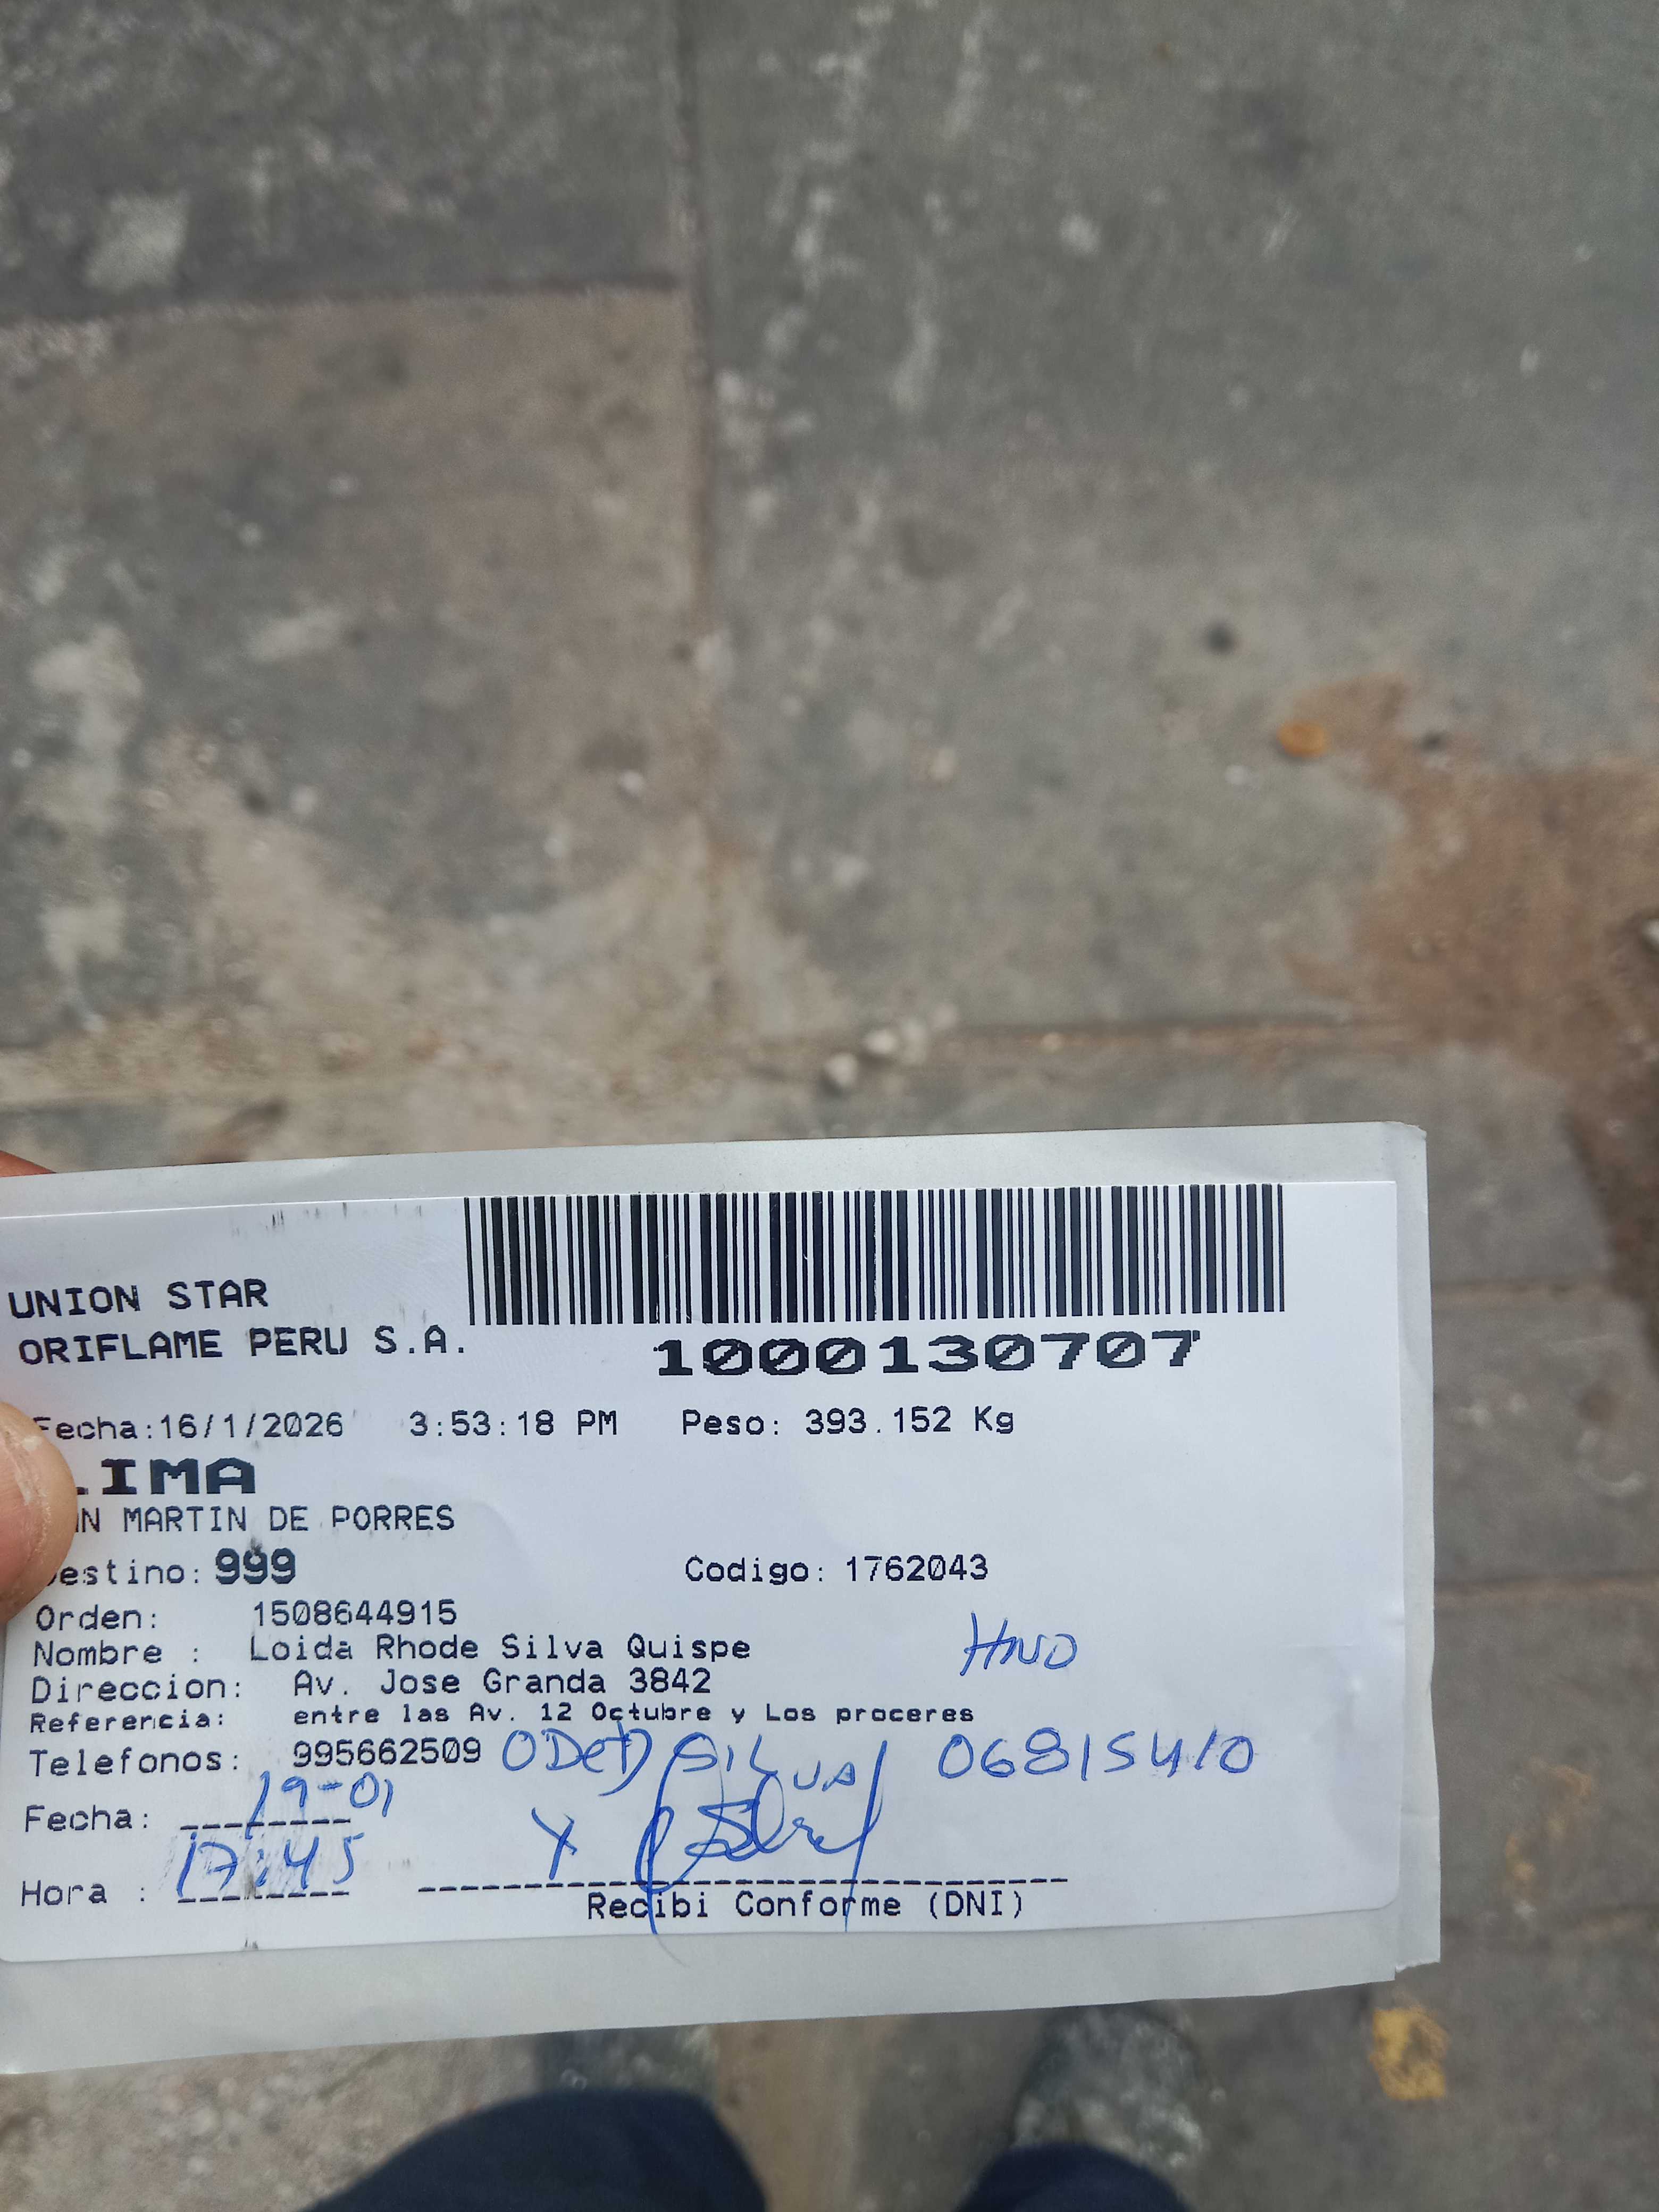 UNION STAR
ORIFLAME PERU S.A.
1000130707
Fecha:16/1/2026 3:53:18 PM Peso: 393.152 Kg
LIMA
MARTIN DE PORRES
Destino: 999 Codigo: 1762043
Orden: 1508644915
Nombre : Loida Rhode Silva Quispe HNO
Direccion: Av. Jose Granda 3842
Referencia: entre las Av. 12 Octubre y Los proceres
Telefonos: 995662509 ODED SILVA 06815410
Fecha: 19-01
Hora : 17:45 X
Recibi Conforme (DNI)